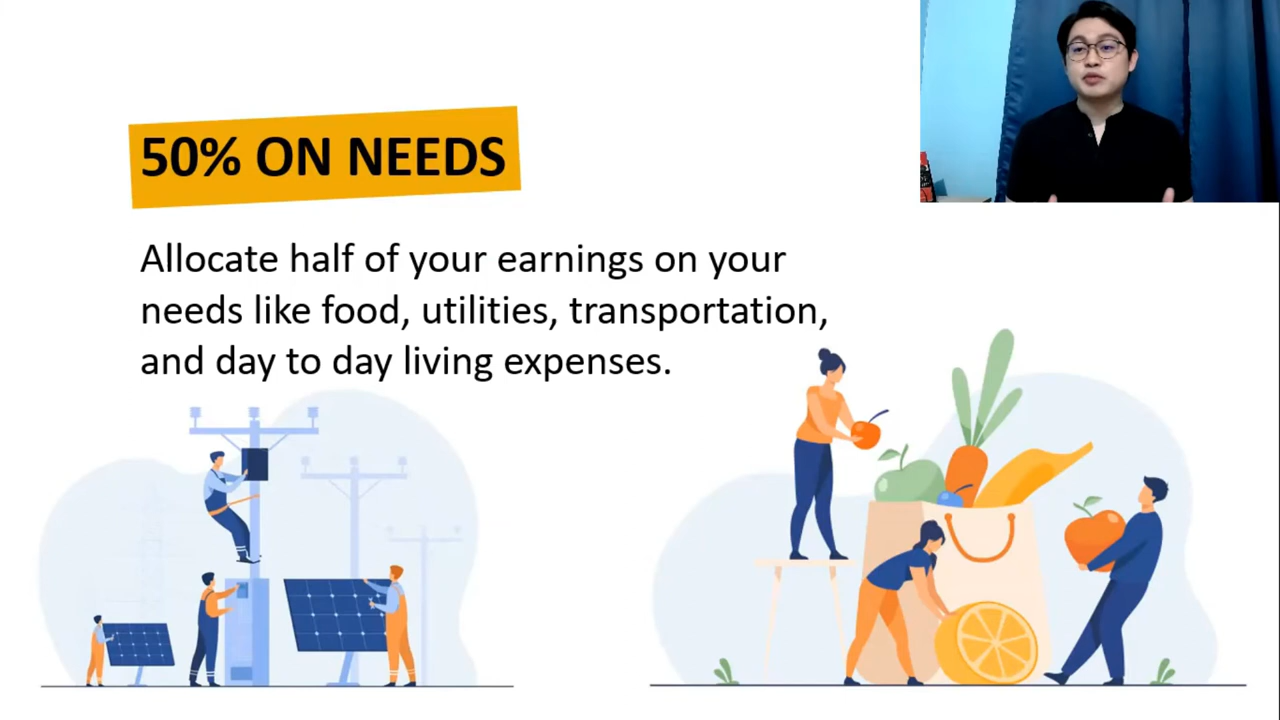 50% ON NEEDS
Allocate half of your earnings on your
needs like food, utilities, transportation,
and day to day living expenses.